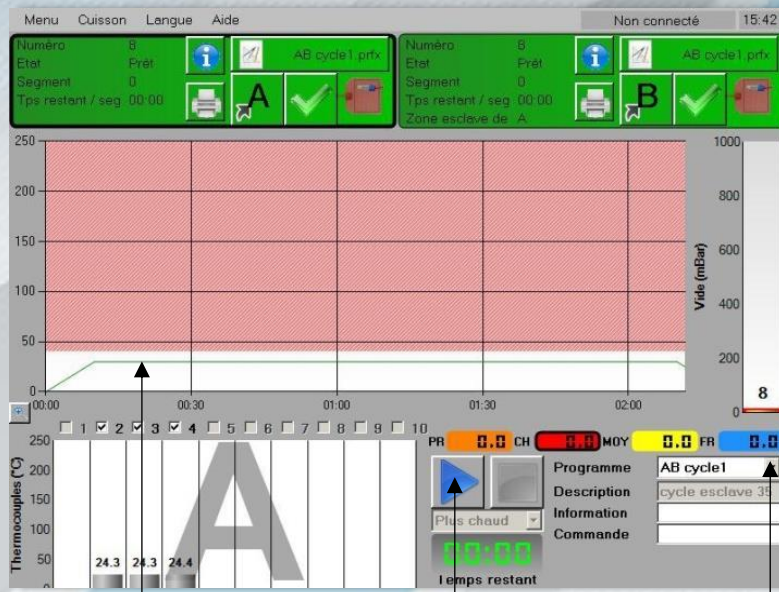 Menu Cuisson Langue Aide Non connecté 15:42
Numéro 8
Etat Prêt
Segment 0
Tps restant / seg 00:00
AB cycle1.prfx
A
Numéro 8
Etat Prêt
Segment 0
Tps restant / seg 00:00
Zone esclave de A
AB cycle1.prfx
B
250
200
150
100
50
0
00:00 00:30 01:00 01:30 02:00
Vide (mBar)
1000
800
600
400
200
0
8
1 2 3 4 5 6 7 8 9 10
Thermocouples (°C)
250
200
150
100
50
0
24.3 24.3 24.4
A
PR 0.0 CH 0.0 MOY 0.0 FR 0.0
Plus chaud
00:00
Temps restant
Programme AB cycle1
Description cycle esclave 35
Information
Commande